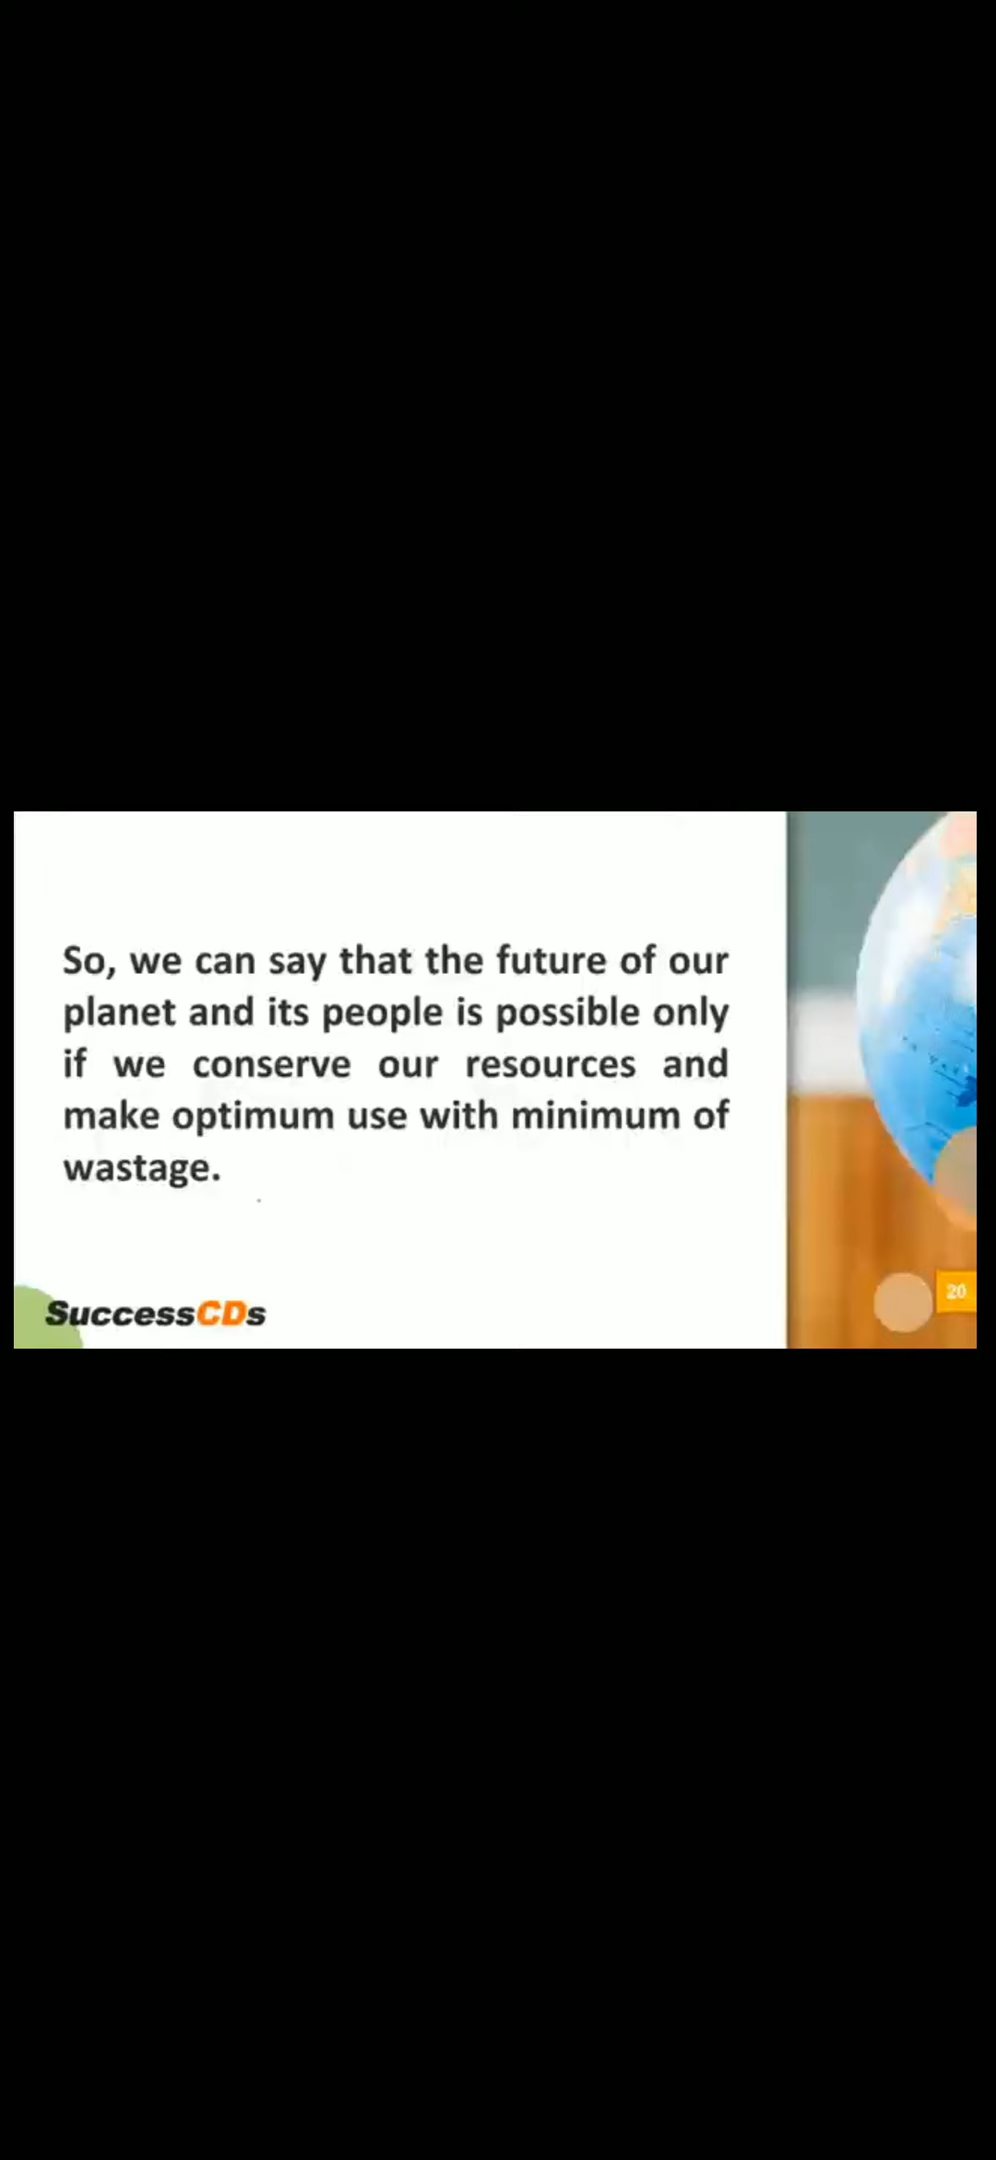 So, we can say that the future of our
planet and its people is possible only
if we conserve our resources and
make optimum use with minimum of
wastage.
SuccessCDs
20